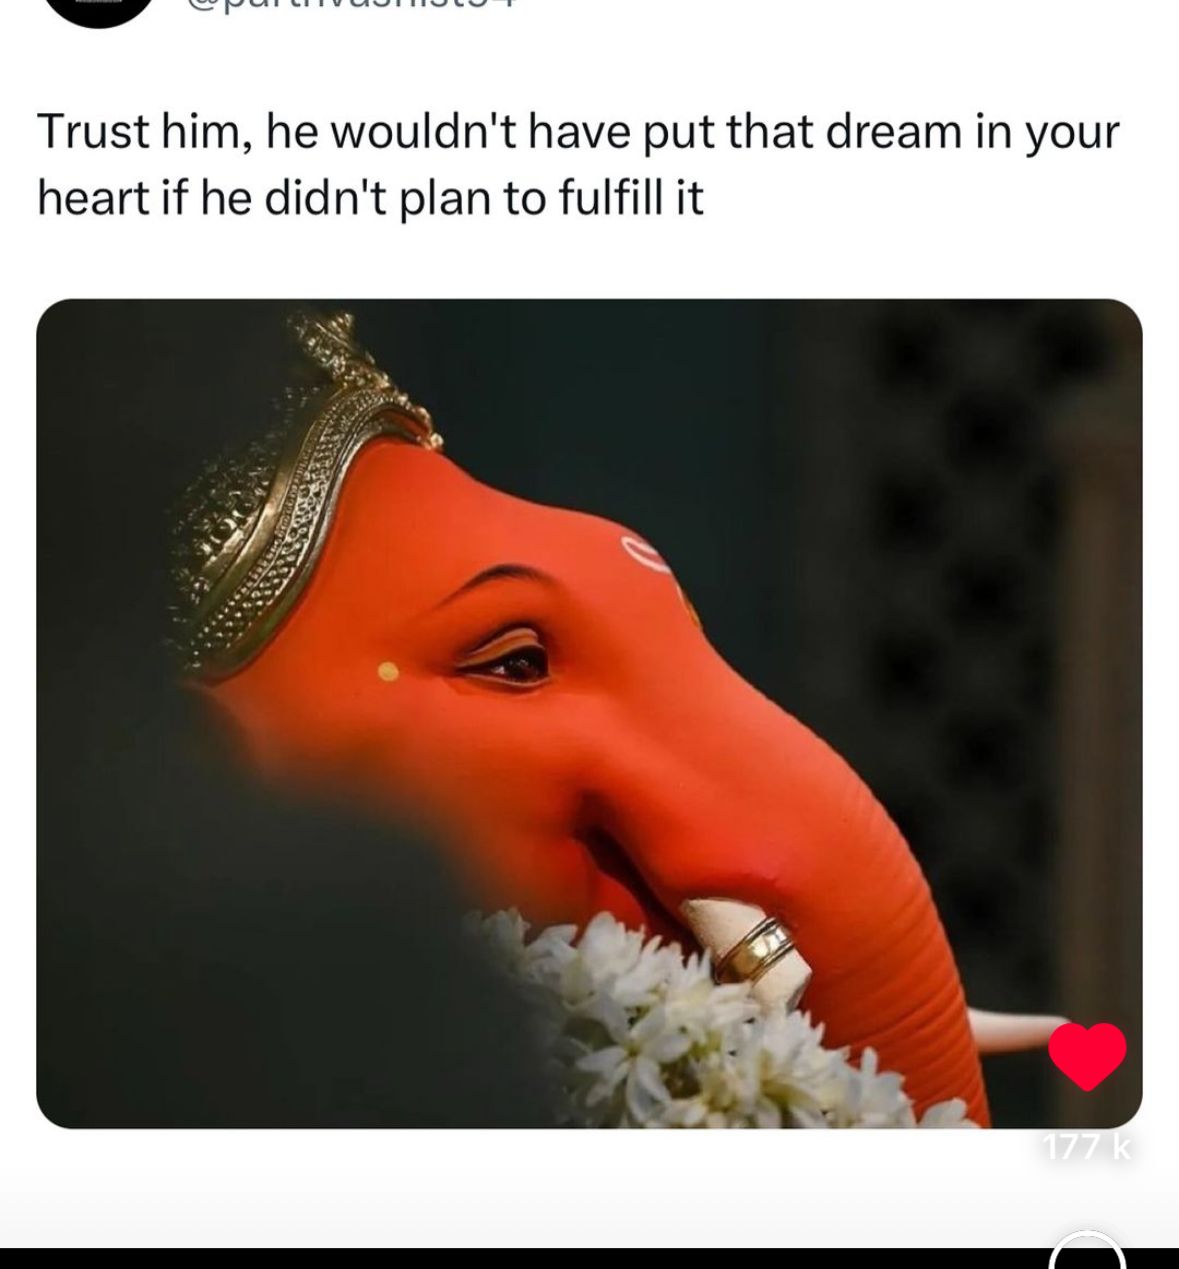 Trust him, he wouldn't have put that dream in your
heart if he didn't plan to fulfill it
177 k